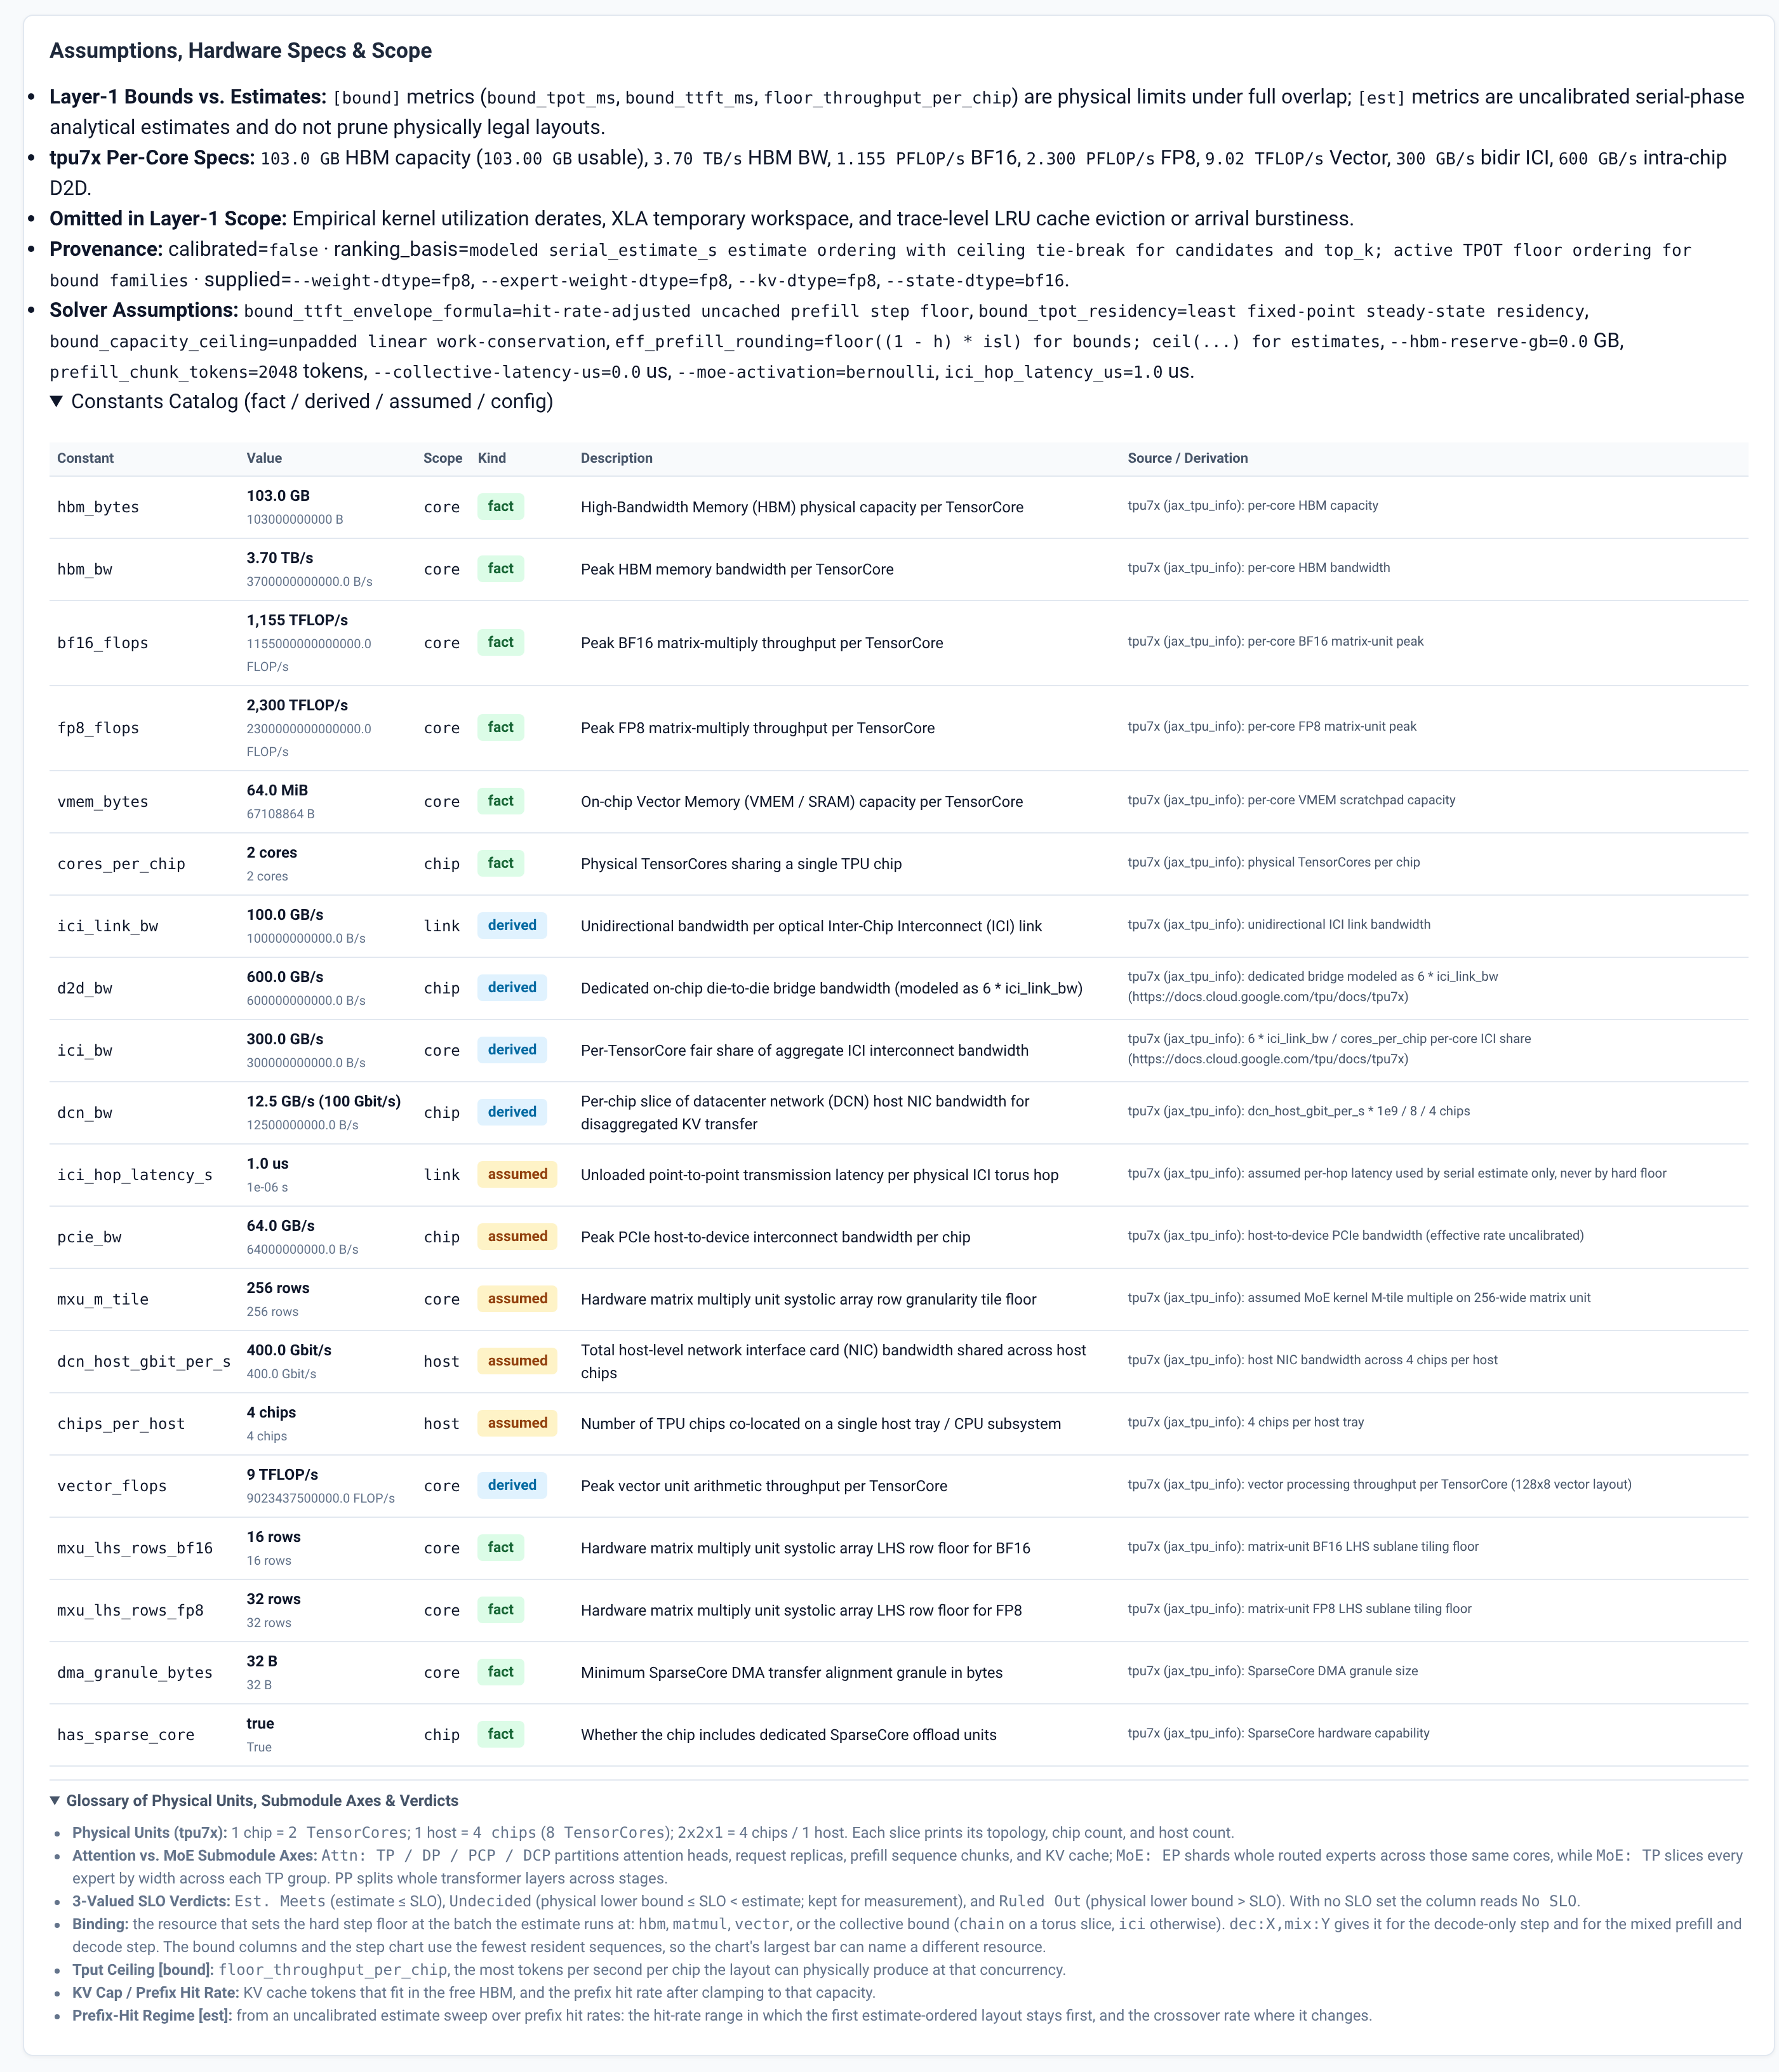 Assumptions, Hardware Specs & Scope
• Layer-1 Bounds vs. Estimates: [bound] metrics (bound_tpot_ms, bound_ttft_ms, floor_throughput_per_chip) are physical limits under full overlap; [est] metrics are uncalibrated serial-phase
analytical estimates and do not prune physically legal layouts.
• tpu7x Per-Core Specs: 103.0 GB HBM capacity (103.00 GB usable), 3.70 TB/s HBM BW, 1.155 PFLOP/s BF16, 2.300 PFLOP/s FP8, 9.02 TFLOP/s Vector, 300 GB/s bidir ICI, 600 GB/s intra-chip
D2D.
• Omitted in Layer-1 Scope: Empirical kernel utilization derates, XLA temporary workspace, and trace-level LRU cache eviction or arrival burstiness.
• Provenance: calibrated=false · ranking_basis=modeled serial_estimate_s estimate ordering with ceiling tie-break for candidates and top_k; active TPOT floor ordering for
bound families · supplied=--weight-dtype=fp8, --expert-weight-dtype=fp8, --kv-dtype=fp8, --state-dtype=bf16.
• Solver Assumptions: bound_ttft_envelope_formula=hit-rate-adjusted uncached prefill step floor, bound_tpot_residency=least fixed-point steady-state residency,
bound_capacity_ceiling=unpadded linear work-conservation, eff_prefill_rounding=floor((1 - h) * isl) for bounds; ceil(...) for estimates, --hbm-reserve-gb=0.0 GB,
prefill_chunk_tokens=2048 tokens, --collective-latency-us=0.0 us, --moe-activation=bernoulli, ici_hop_latency_us=1.0 us.
▼ Constants Catalog (fact / derived / assumed / config)
Constant Value Scope Kind Description Source / Derivation
hbm_bytes 103.0 GB core fact High-Bandwidth Memory (HBM) physical capacity per TensorCore tpu7x (jax_tpu_info): per-core HBM capacity
103000000000 B
hbm_bw 3.70 TB/s core fact Peak HBM memory bandwidth per TensorCore tpu7x (jax_tpu_info): per-core HBM bandwidth
3700000000000.0 B/s
bf16_flops 1,155 TFLOP/s core fact Peak BF16 matrix-multiply throughput per TensorCore tpu7x (jax_tpu_info): per-core BF16 matrix-unit peak
1155000000000000.0
FLOP/s
fp8_flops 2,300 TFLOP/s core fact Peak FP8 matrix-multiply throughput per TensorCore tpu7x (jax_tpu_info): per-core FP8 matrix-unit peak
2300000000000000.0
FLOP/s
vmem_bytes 64.0 MiB core fact On-chip Vector Memory (VMEM / SRAM) capacity per TensorCore tpu7x (jax_tpu_info): per-core VMEM scratchpad capacity
67108864 B
cores_per_chip 2 cores chip fact Physical TensorCores sharing a single TPU chip tpu7x (jax_tpu_info): physical TensorCores per chip
2 cores
ici_link_bw 100.0 GB/s link derived Unidirectional bandwidth per optical Inter-Chip Interconnect (ICI) link tpu7x (jax_tpu_info): unidirectional ICI link bandwidth
100000000000.0 B/s
d2d_bw 600.0 GB/s chip derived Dedicated on-chip die-to-die bridge bandwidth (modeled as 6 * ici_link_bw) tpu7x (jax_tpu_info): dedicated bridge modeled as 6 * ici_link_bw
600000000000.0 B/s (https://docs.cloud.google.com/tpu/docs/tpu7x)
ici_bw 300.0 GB/s core derived Per-TensorCore fair share of aggregate ICI interconnect bandwidth tpu7x (jax_tpu_info): 6 * ici_link_bw / cores_per_chip per-core ICI share
300000000000.0 B/s (https://docs.cloud.google.com/tpu/docs/tpu7x)
dcn_bw 12.5 GB/s (100 Gbit/s) chip derived Per-chip slice of datacenter network (DCN) host NIC bandwidth for tpu7x (jax_tpu_info): dcn_host_gbit_per_s * 1e9 / 8 / 4 chips
12500000000.0 B/s disaggregated KV transfer
ici_hop_latency_s 1.0 us link assumed Unloaded point-to-point transmission latency per physical ICI torus hop tpu7x (jax_tpu_info): assumed per-hop latency used by serial estimate only, never by hard floor
1e-06 s
pcie_bw 64.0 GB/s chip assumed Peak PCIe host-to-device interconnect bandwidth per chip tpu7x (jax_tpu_info): host-to-device PCIe bandwidth (effective rate uncalibrated)
64000000000.0 B/s
mxu_m_tile 256 rows core assumed Hardware matrix multiply unit systolic array row granularity tile floor tpu7x (jax_tpu_info): assumed MoE kernel M-tile multiple on 256-wide matrix unit
256 rows
dcn_host_gbit_per_s 400.0 Gbit/s host assumed Total host-level network interface card (NIC) bandwidth shared across host tpu7x (jax_tpu_info): host NIC bandwidth across 4 chips per host
400.0 Gbit/s chips
chips_per_host 4 chips host assumed Number of TPU chips co-located on a single host tray / CPU subsystem tpu7x (jax_tpu_info): 4 chips per host tray
4 chips
vector_flops 9 TFLOP/s core derived Peak vector unit arithmetic throughput per TensorCore tpu7x (jax_tpu_info): vector processing throughput per TensorCore (128x8 vector layout)
9023437500000.0 FLOP/s
mxu_lhs_rows_bf16 16 rows core fact Hardware matrix multiply unit systolic array LHS row floor for BF16 tpu7x (jax_tpu_info): matrix-unit BF16 LHS sublane tiling floor
16 rows
mxu_lhs_rows_fp8 32 rows core fact Hardware matrix multiply unit systolic array LHS row floor for FP8 tpu7x (jax_tpu_info): matrix-unit FP8 LHS sublane tiling floor
32 rows
dma_granule_bytes 32 B core fact Minimum SparseCore DMA transfer alignment granule in bytes tpu7x (jax_tpu_info): SparseCore DMA granule size
32 B
has_sparse_core true chip fact Whether the chip includes dedicated SparseCore offload units tpu7x (jax_tpu_info): SparseCore hardware capability
True
▼ Glossary of Physical Units, Submodule Axes & Verdicts
• Physical Units (tpu7x): 1 chip = 2 TensorCores; 1 host = 4 chips (8 TensorCores); 2x2x1 = 4 chips / 1 host. Each slice prints its topology, chip count, and host count.
• Attention vs. MoE Submodule Axes: Attn: TP / DP / PCP / DCP partitions attention heads, request replicas, prefill sequence chunks, and KV cache; MoE: EP shards whole routed experts across those same cores, while MoE: TP slices every
expert by width across each TP group. PP splits whole transformer layers across stages.
• 3-Valued SLO Verdicts: Est. Meets (estimate ≤ SLO), Undecided (physical lower bound ≤ SLO < estimate; kept for measurement), and Ruled Out (physical lower bound > SLO). With no SLO set the column reads No SLO.
• Binding: the resource that sets the hard step floor at the batch the estimate runs at: hbm, matmul, vector, or the collective bound (chain on a torus slice, ici otherwise). dec:X,mix:Y gives it for the decode-only step and for the mixed prefill and
decode step. The bound columns and the step chart use the fewest resident sequences, so the chart's largest bar can name a different resource.
• Tput Ceiling [bound]: floor_throughput_per_chip, the most tokens per second per chip the layout can physically produce at that concurrency.
• KV Cap / Prefix Hit Rate: KV cache tokens that fit in the free HBM, and the prefix hit rate after clamping to that capacity.
• Prefix-Hit Regime [est]: from an uncalibrated estimate sweep over prefix hit rates: the hit-rate range in which the first estimate-ordered layout stays first, and the crossover rate where it changes.